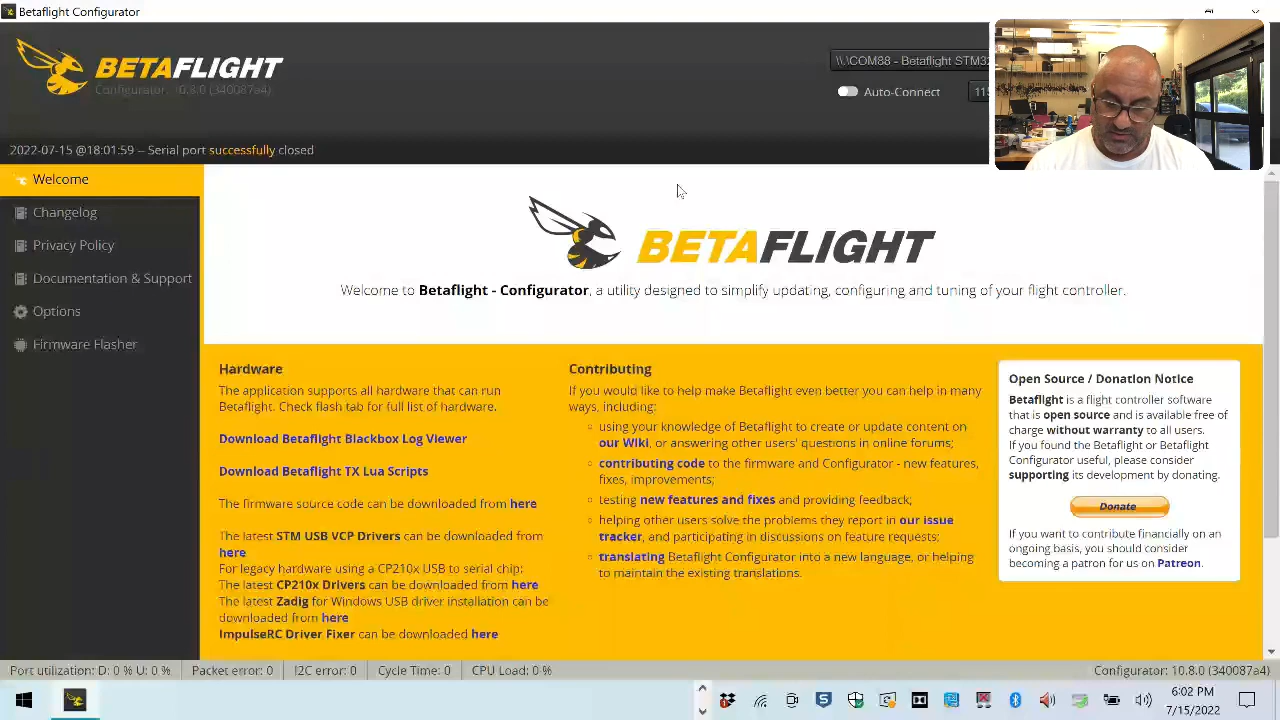 Betaflight Configurator
BETAFLIGHT
Configurator 10.8.0 (340087a4)
\\.\COM88 - Betaflight STM32
Auto-Connect
115
2022-07-15 @18:01:59 -- Serial port successfully closed
Welcome
Changelog
Privacy Policy
Documentation & Support
Options
Firmware Flasher
BETAFLIGHT
Welcome to Betaflight - Configurator, a utility designed to simplify updating, configuring and tuning of your flight controller.
Hardware
The application supports all hardware that can run
Betaflight. Check flash tab for full list of hardware.
Download Betaflight Blackbox Log Viewer
Download Betaflight TX Lua Scripts
The firmware source code can be downloaded from here
The latest STM USB VCP Drivers can be downloaded from
here
For legacy hardware using a CP210x USB to serial chip:
The latest CP210x Drivers can be downloaded from here
The latest Zadig for Windows USB driver installation can be
downloaded from here
ImpulseRC Driver Fixer can be downloaded here
Contributing
If you would like to help make Betaflight even better you can help in many
ways, including:
using your knowledge of Betaflight to create or update content on
our Wiki, or answering other users' questions in online forums;
contributing code to the firmware and Configurator - new features,
fixes, improvements;
testing new features and fixes and providing feedback;
helping other users solve the problems they report in our issue
tracker, and participating in discussions on feature requests;
translating Betaflight Configurator into a new language, or helping
to maintain the existing translations.
Open Source / Donation Notice
Betaflight is a flight controller software
that is open source and is available free of
charge without warranty to all users.
If you found the Betaflight or Betaflight
Configurator useful, please consider
supporting its development by donating.
Donate
If you want to contribute financially on an
ongoing basis, you should consider
becoming a patron for us on Patreon.
Port utilization: D: 0 % U: 0 %
Packet error: 0
I2C error: 0
Cycle Time: 0
CPU Load: 0 %
Configurator: 10.8.0 (340087a4)
6:02 PM
7/15/2022